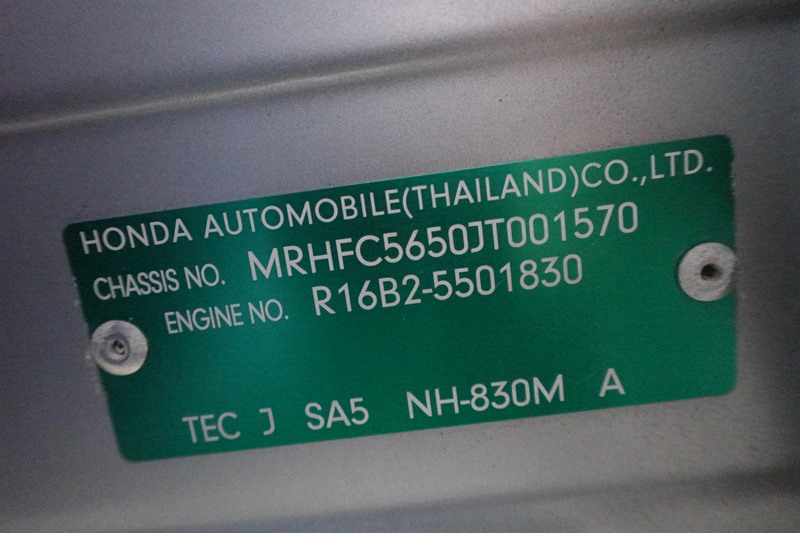 HONDA AUTOMOBILE(THAILAND)CO.,LTD.
CHASSIS NO. MRHFC5650JT001570
ENGINE NO. R16B2-5501830
TEC J SA5 NH-830M A